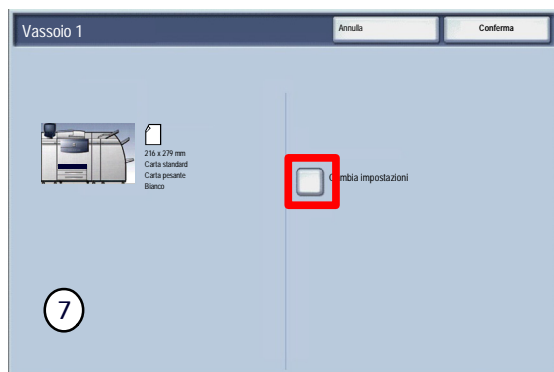 Vassoio 1
Annulla
Conferma
216 x 279 mm
Carta standard
Carta pesante
Bianco
Cambia impostazioni
7